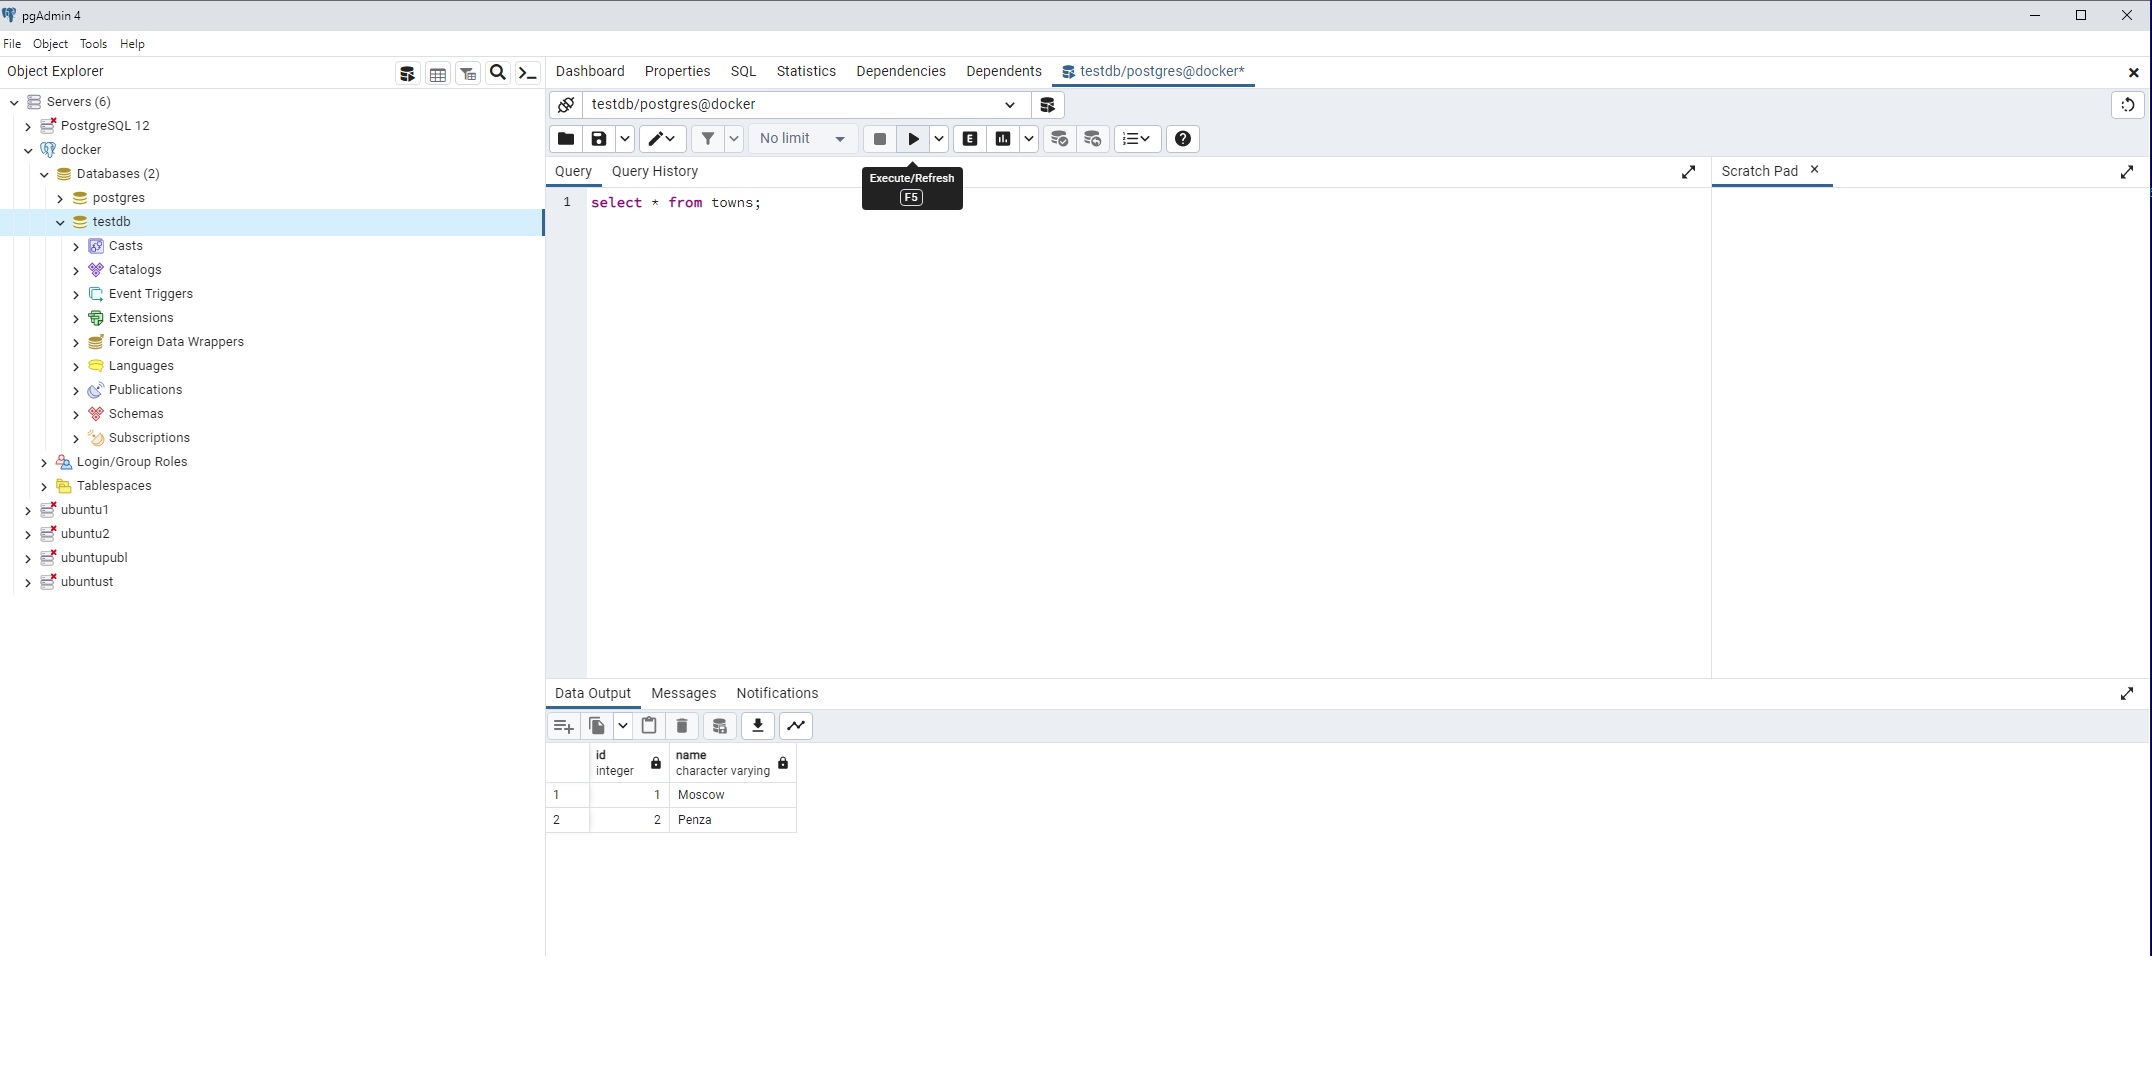 pgAdmin 4
File Object Tools Help
Object Explorer
Servers (6)
PostgreSQL 12
docker
Databases (2)
postgres
testdb
Casts
Catalogs
Event Triggers
Extensions
Foreign Data Wrappers
Languages
Publications
Schemas
Subscriptions
Login/Group Roles
Tablespaces
ubuntu1
ubuntu2
ubuntupubl
ubuntust
Dashboard Properties SQL Statistics Dependencies Dependents testdb/postgres@docker*
testdb/postgres@docker
No limit E
Query Query History
Execute/Refresh
F5
Scratch Pad
1 select * from towns;
Data Output Messages Notifications
id name
integer character varying
1 1 Moscow
2 2 Penza